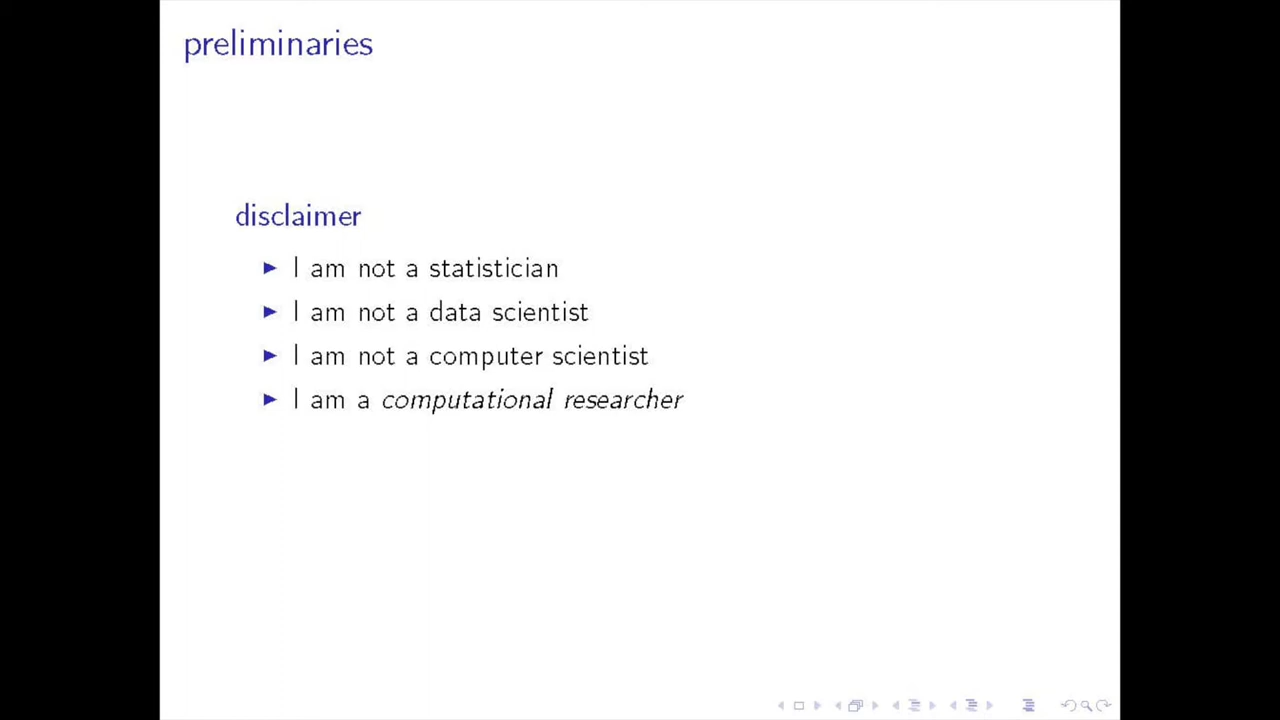 preliminaries
disclaimer
I am not a statistician
I am not a data scientist
I am not a computer scientist
I am a computational researcher